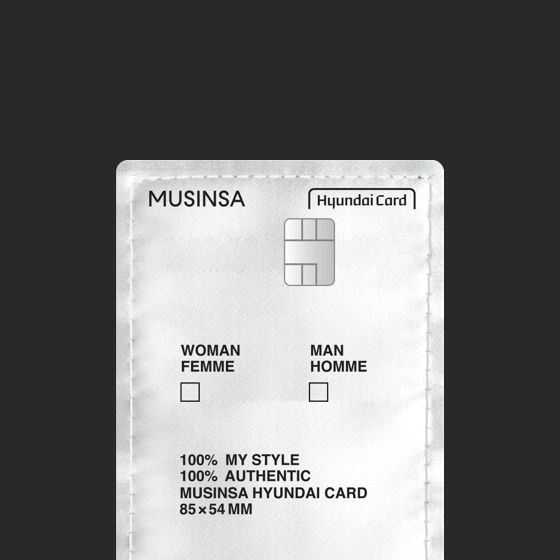 MUSINSA
Hyundai Card
WOMAN
FEMME
MAN
HOMME
100% MY STYLE
100% AUTHENTIC
MUSINSA HYUNDAI CARD
85×54 MM